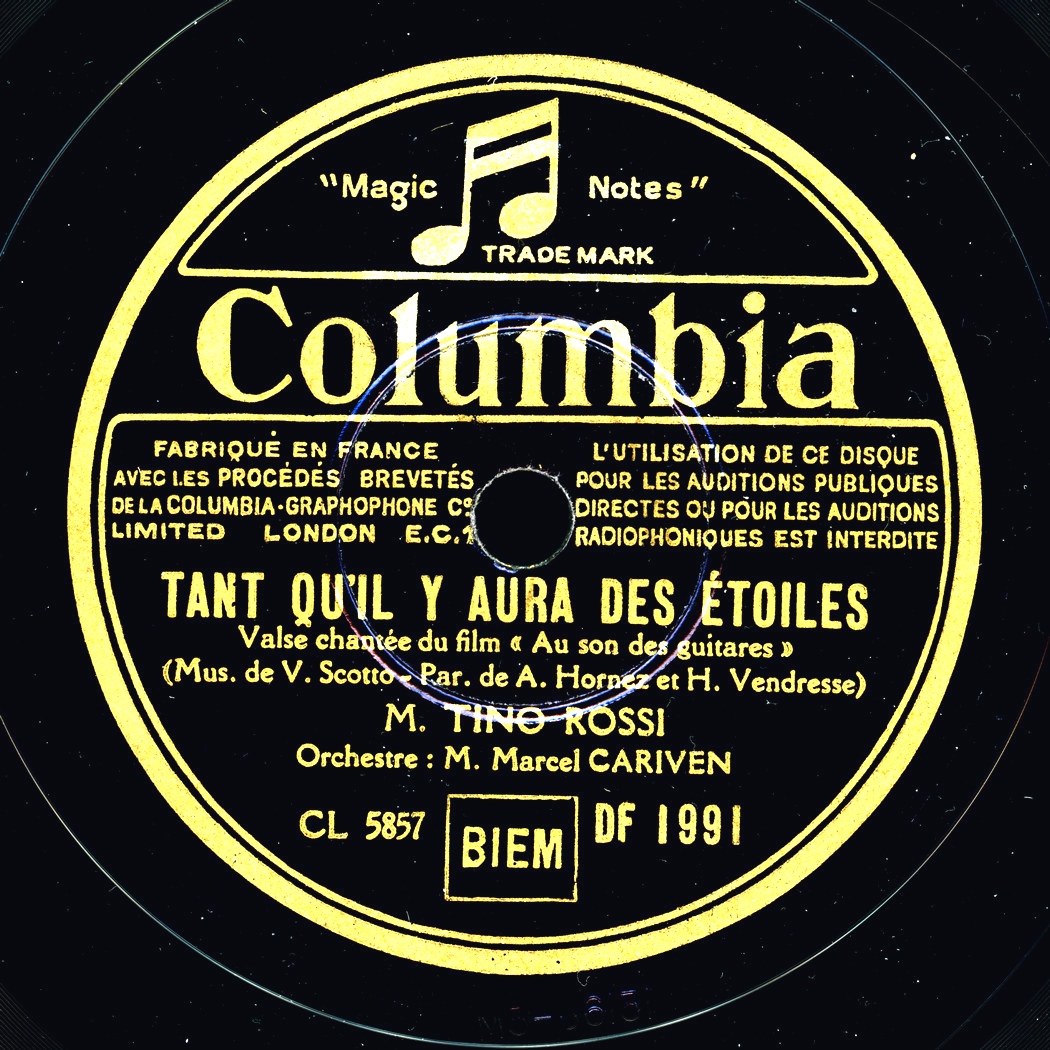 "Magic Notes"
TRADE MARK
Columbia
FABRIQUÉ EN FRANCE
AVEC LES PROCÉDÉS BREVETÉS
DE LA COLUMBIA-GRAPHOPHONE Cº
LIMITED LONDON E.C.1
L'UTILISATION DE CE DISQUE
POUR LES AUDITIONS PUBLIQUES
DIRECTES OU POUR LES AUDITIONS
RADIOPHONIQUES EST INTERDITE
TANT QU'IL Y AURA DES ÉTOILES
Valse chantée du film « Au son des guitares »
(Mus. de V. Scotto - Par. de A. Hornez et H. Vendresse)
M. TINO ROSSI
Orchestre : M. Marcel CARIVEN
CL 5857 BIEM DF 1991